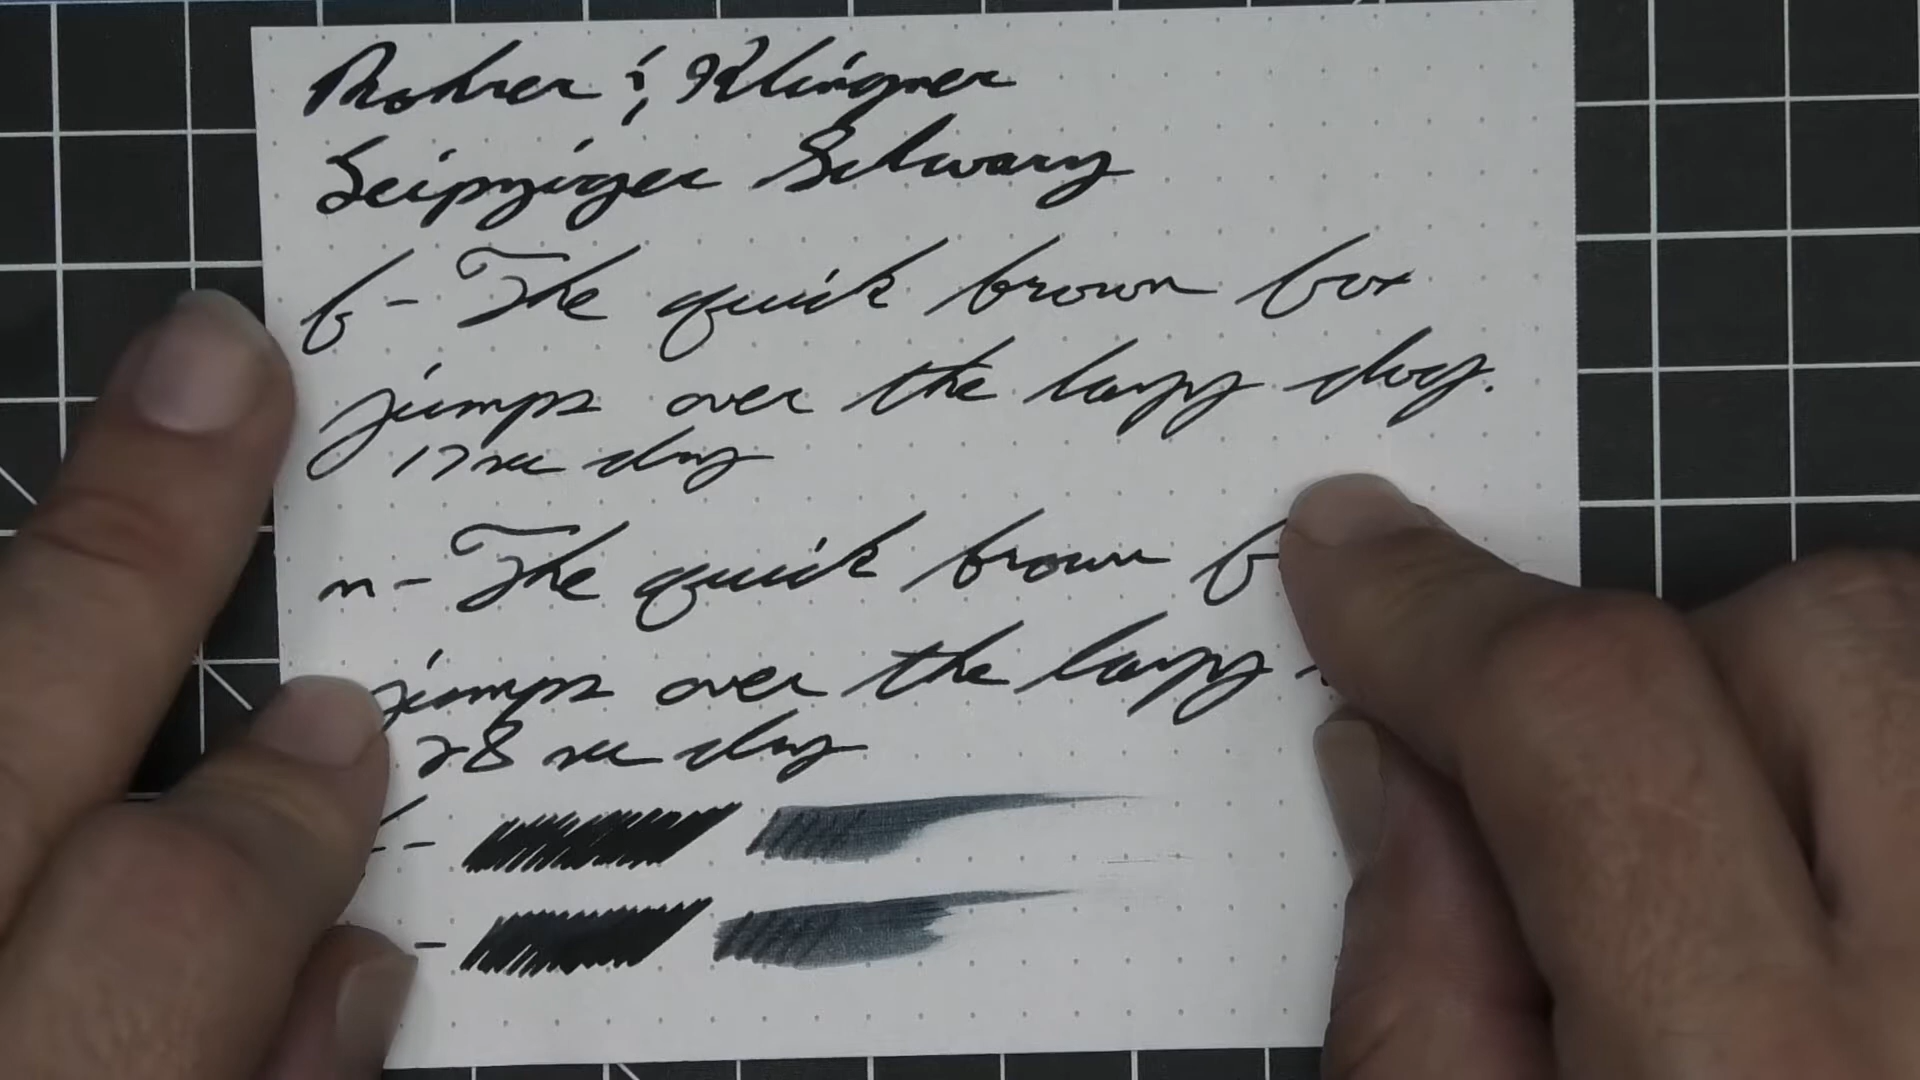 Rohrer & Klingner
Leipziger Schwarz
f - The quick brown box
jumps over the lazy dog.
17 sec dry
m - The quick brown
jumps over the lazy
28 sec dry